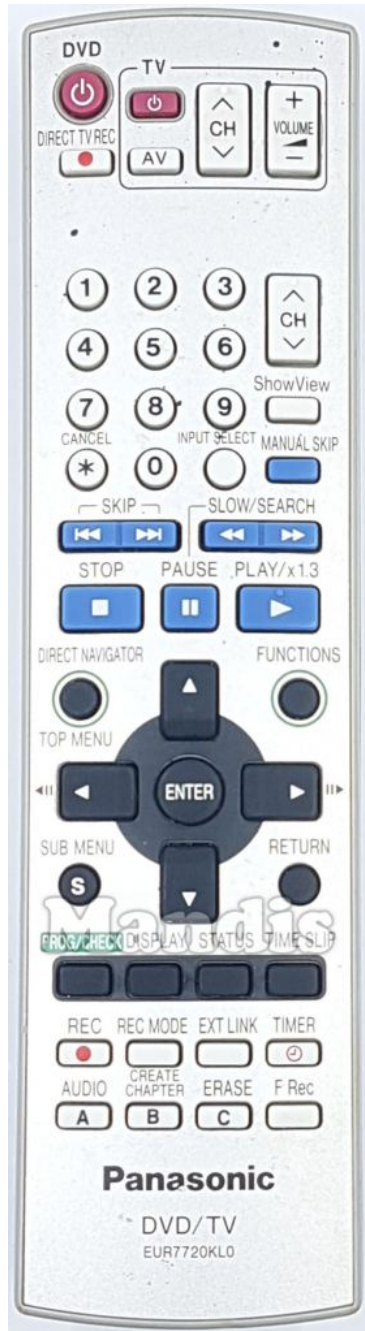 DVD
TV
DIRECT TV REC
AV
CH
+
VOLUME
−
1 2 3
CH
4 5 6
ShowView
7 8 9
CANCEL INPUT SELECT MANUAL SKIP
* 0
SKIP SLOW/SEARCH
STOP PAUSE PLAY/x1.3
DIRECT NAVIGATOR FUNCTIONS
TOP MENU
ENTER
SUB MENU RETURN
S
Mandis
PROG/CHECK DISPLAY STATUS TIME SLIP
REC REC MODE EXT LINK TIMER
AUDIO CREATE CHAPTER ERASE F Rec
A B C
Panasonic
DVD/TV
EUR7720KL0